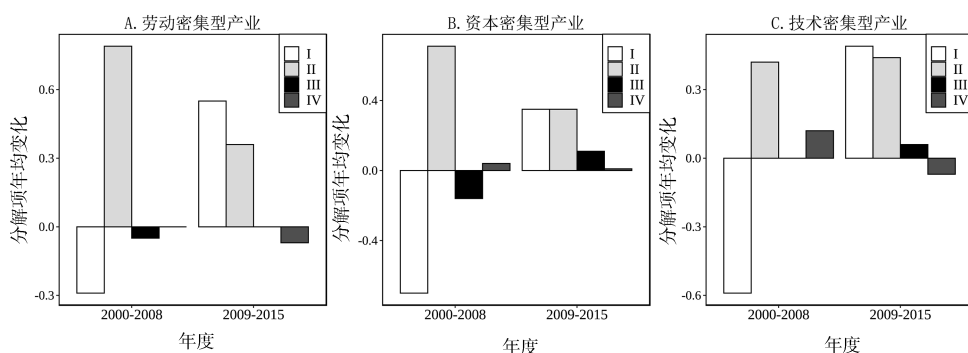 A. 劳动密集型产业
I
II
III
IV
0.6
0.3
0.0
-0.3
分解项年均变化
2000-2008
2009-2015
年度
B. 资本密集型产业
I
II
III
IV
0.4
0.0
-0.4
分解项年均变化
2000-2008
2009-2015
年度
C. 技术密集型产业
I
II
III
IV
0.3
0.0
-0.3
-0.6
分解项年均变化
2000-2008
2009-2015
年度